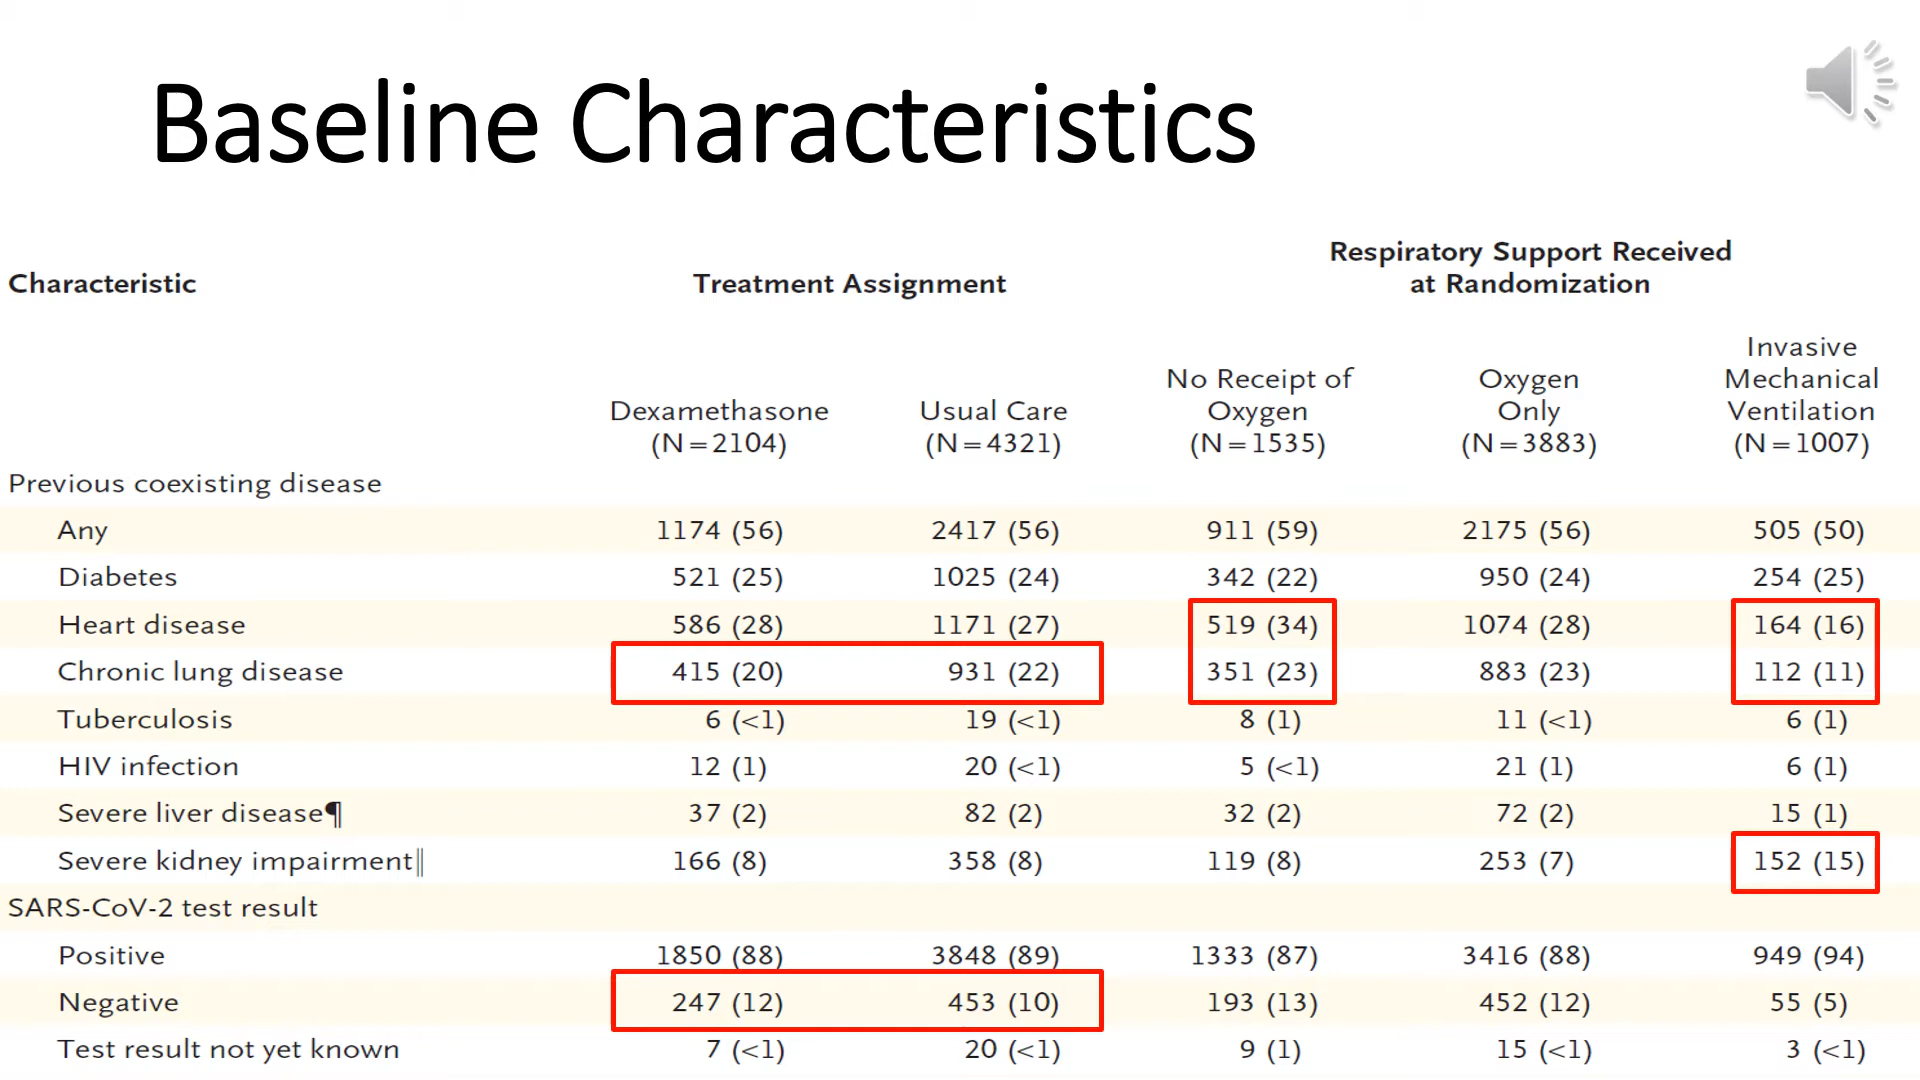 Baseline Characteristics
Characteristic Treatment Assignment Respiratory Support Received at Randomization
Dexamethasone (N=2104) Usual Care (N=4321) No Receipt of Oxygen (N=1535) Oxygen Only (N=3883) Invasive Mechanical Ventilation (N=1007)
Previous coexisting disease
Any 1174 (56) 2417 (56) 911 (59) 2175 (56) 505 (50)
Diabetes 521 (25) 1025 (24) 342 (22) 950 (24) 254 (25)
Heart disease 586 (28) 1171 (27) 519 (34) 1074 (28) 164 (16)
Chronic lung disease 415 (20) 931 (22) 351 (23) 883 (23) 112 (11)
Tuberculosis 6 (<1) 19 (<1) 8 (1) 11 (<1) 6 (1)
HIV infection 12 (1) 20 (<1) 5 (<1) 21 (1) 6 (1)
Severe liver disease¶ 37 (2) 82 (2) 32 (2) 72 (2) 15 (1)
Severe kidney impairment‖ 166 (8) 358 (8) 119 (8) 253 (7) 152 (15)
SARS-CoV-2 test result
Positive 1850 (88) 3848 (89) 1333 (87) 3416 (88) 949 (94)
Negative 247 (12) 453 (10) 193 (13) 452 (12) 55 (5)
Test result not yet known 7 (<1) 20 (<1) 9 (1) 15 (<1) 3 (<1)